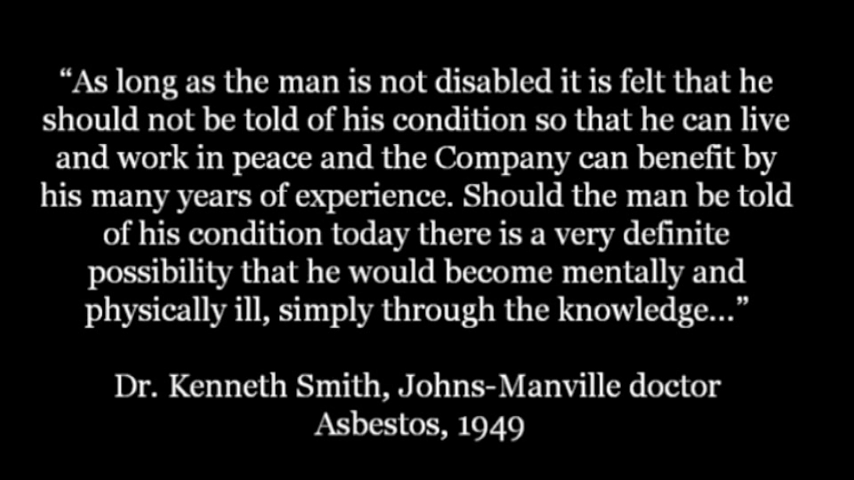 “As long as the man is not disabled it is felt that he
should not be told of his condition so that he can live
and work in peace and the Company can benefit by
his many years of experience. Should the man be told
of his condition today there is a very definite
possibility that he would become mentally and
physically ill, simply through the knowledge...”
Dr. Kenneth Smith, Johns-Manville doctor
Asbestos, 1949